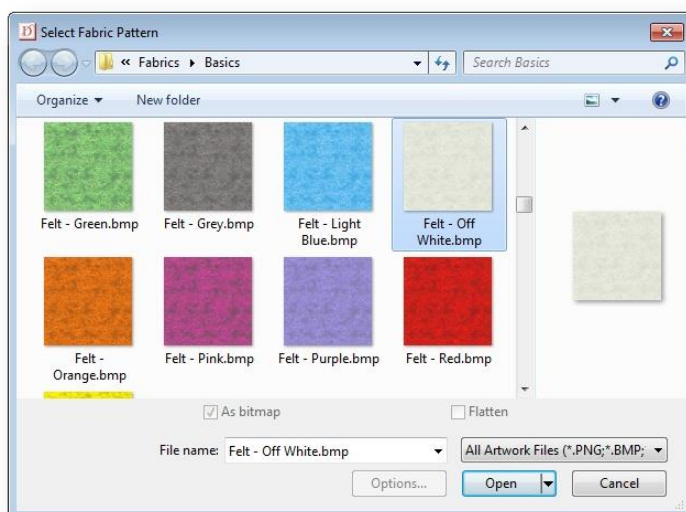 Select Fabric Pattern
« Fabrics Basics
Search Basics
Organize
New folder
Felt - Green.bmp
Felt - Grey.bmp
Felt - Light
Blue.bmp
Felt - Off
White.bmp
Felt -
Orange.bmp
Felt - Pink.bmp
Felt - Purple.bmp
Felt - Red.bmp
As bitmap
Flatten
File name: Felt - Off White.bmp
All Artwork Files (*.PNG;*.BMP;
Options...
Open
Cancel